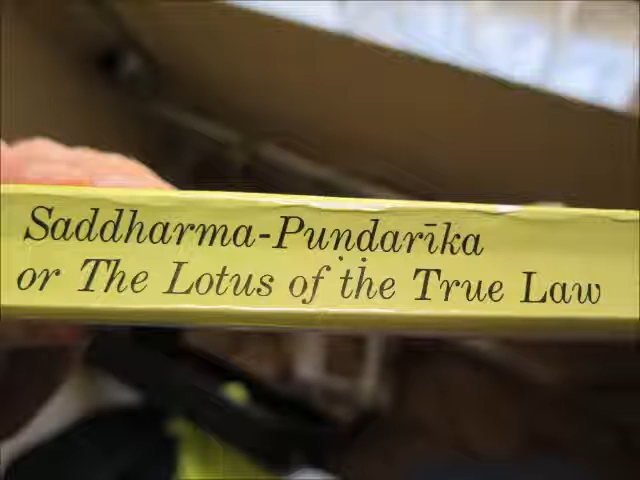 Saddharma-Puṇḍarīka
or The Lotus of the True Law